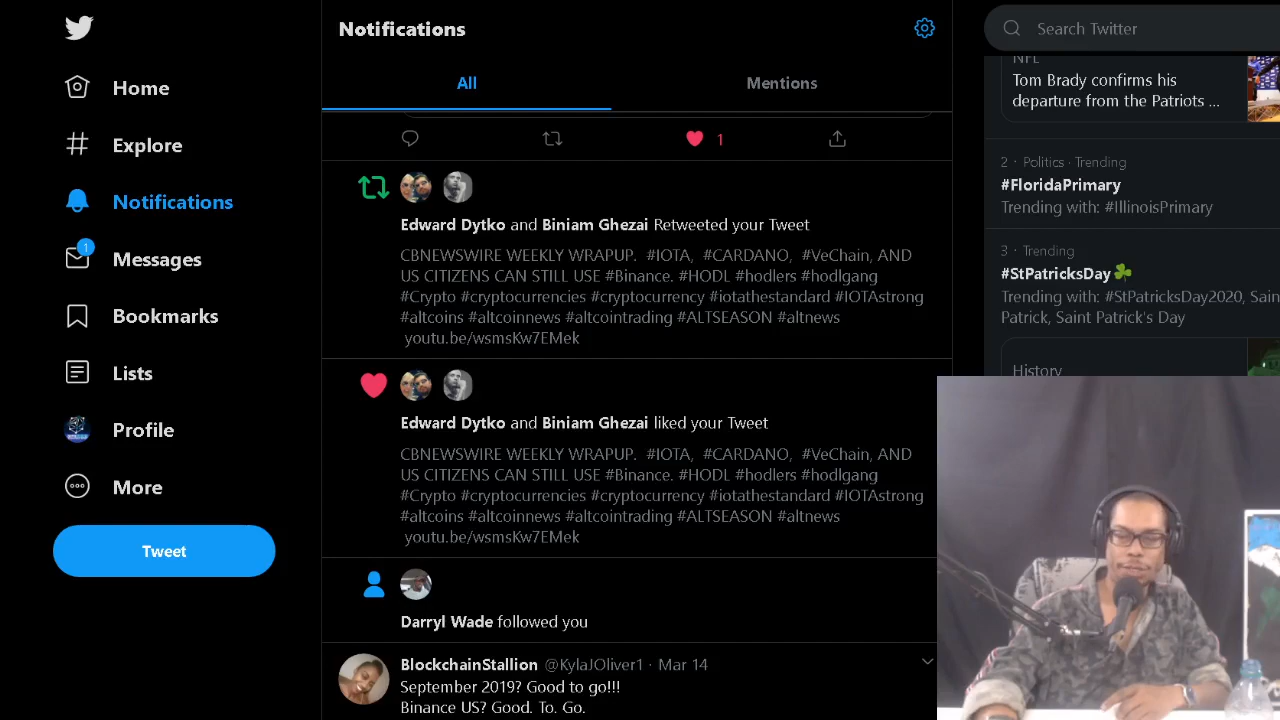 Home
Explore
Notifications
1
Messages
Bookmarks
Lists
Profile
More
Tweet
Notifications
All
Mentions
1
Edward Dytko and Biniam Ghezai Retweeted your Tweet
CBNEWSWIRE WEEKLY WRAPUP. #IOTA, #CARDANO, #VeChain, AND
US CITIZENS CAN STILL USE #Binance. #HODL #hodlers #hodlgang
#Crypto #cryptocurrencies #cryptocurrency #iotathestandard #IOTAstrong
#altcoins #altcoinnews #altcointrading #ALTSEASON #altnews
youtu.be/wsmsKw7EMek
Edward Dytko and Biniam Ghezai liked your Tweet
CBNEWSWIRE WEEKLY WRAPUP. #IOTA, #CARDANO, #VeChain, AND
US CITIZENS CAN STILL USE #Binance. #HODL #hodlers #hodlgang
#Crypto #cryptocurrencies #cryptocurrency #iotathestandard #IOTAstrong
#altcoins #altcoinnews #altcointrading #ALTSEASON #altnews
youtu.be/wsmsKw7EMek
Darryl Wade followed you
BlockchainStallion @KylaJOliver1 · Mar 14
September 2019? Good to go!!!
Binance US? Good. To. Go.
Search Twitter
NFL
Tom Brady confirms his
departure from the Patriots ...
2 · Politics · Trending
#FloridaPrimary
Trending with: #IllinoisPrimary
3 · Trending
#StPatricksDay
Trending with: #StPatricksDay2020, Sain
Patrick, Saint Patrick's Day
History